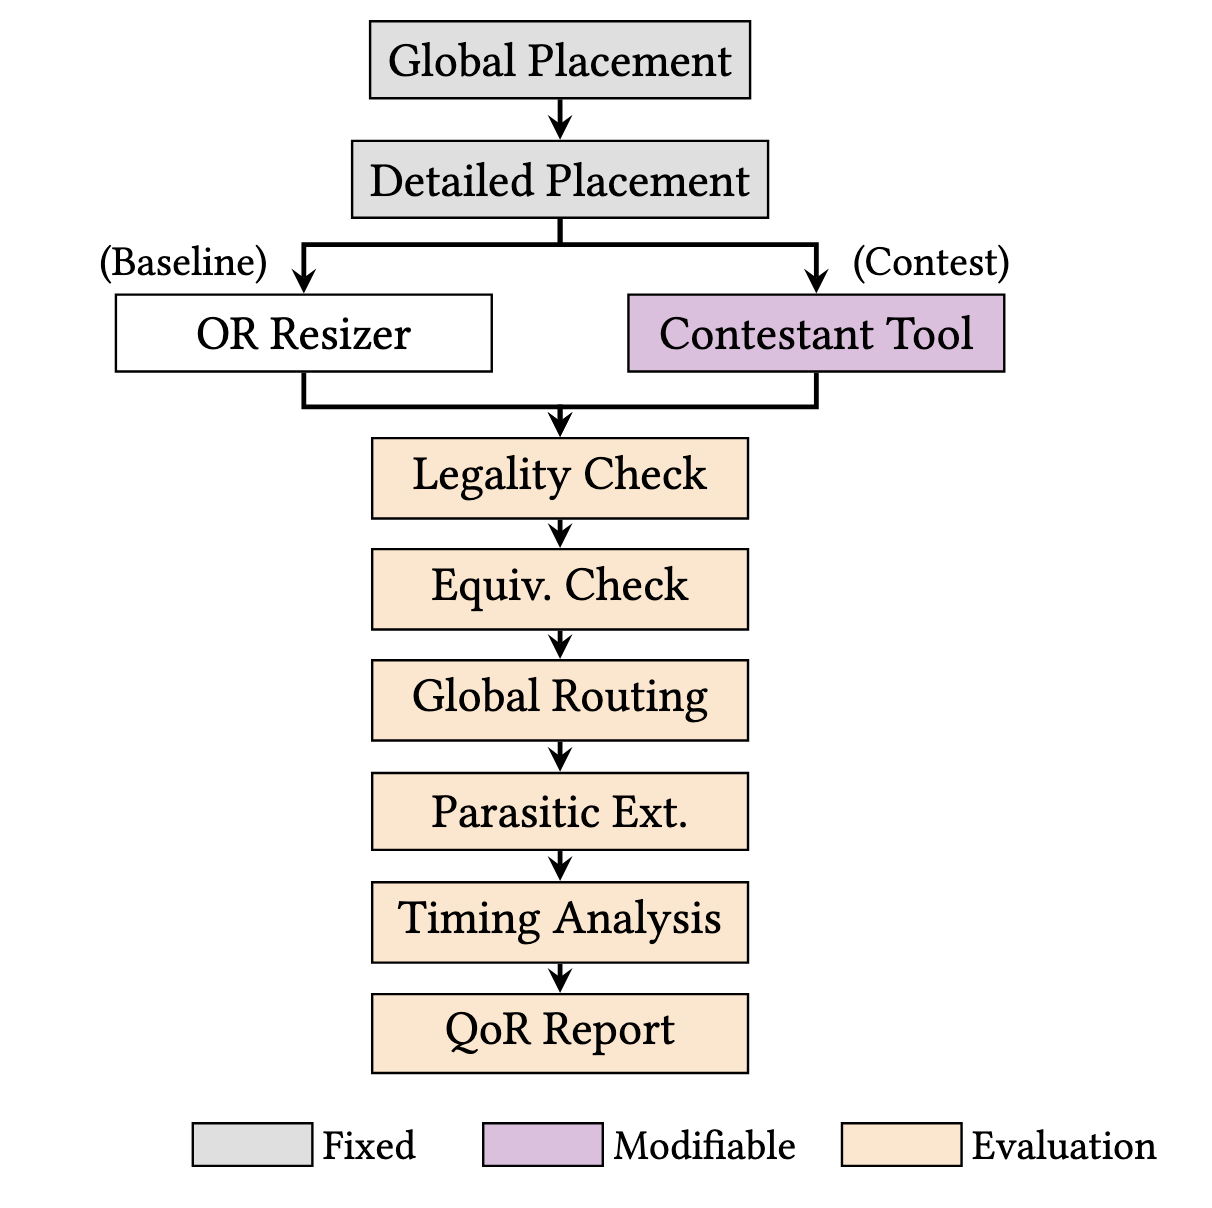 Global Placement
Detailed Placement
(Baseline)
(Contest)
OR Resizer
Contestant Tool
Legality Check
Equiv. Check
Global Routing
Parasitic Ext.
Timing Analysis
QoR Report
Fixed
Modifiable
Evaluation